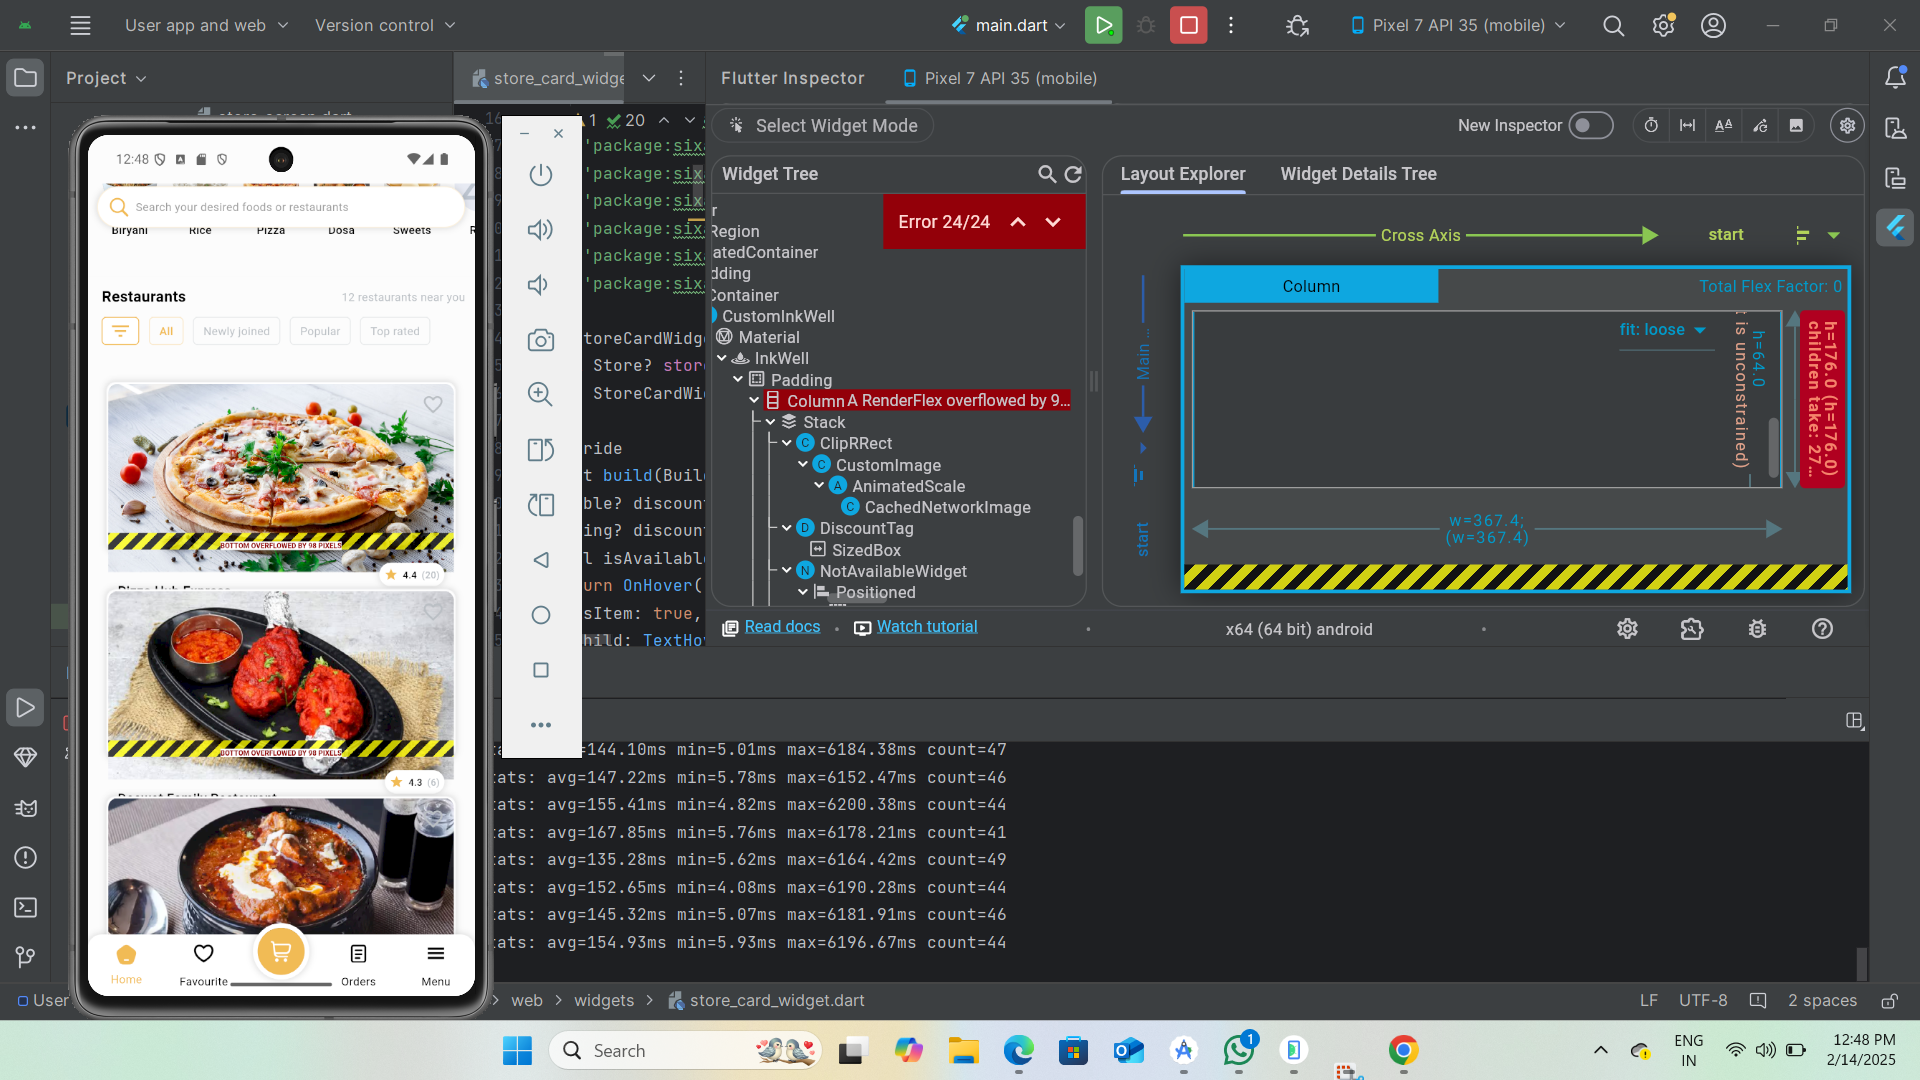 User app and web
Version control
main.dart
Pixel 7 API 35 (mobile)
Project
store_card_widge
Flutter Inspector
Pixel 7 API 35 (mobile)
16
1
20
Select Widget Mode
New Inspector
'package:six
'package:six
'package:six
'package:six
'package:six
'package:six
toreCardWidg
Store? stor
StoreCardWi
ride
t build(Buil
ble? discoun
ing? discoun
l isAvailabl
urn OnHover(
sItem: true,
hild: TextHo
Widget Tree
Error 24/24
r
Region
atedContainer
dding
Container
CustomInkWell
Material
InkWell
Padding
Column A RenderFlex overflowed by 9...
Stack
ClipRRect
CustomImage
AnimatedScale
CachedNetworkImage
DiscountTag
SizedBox
NotAvailableWidget
Positioned
Layout Explorer
Widget Details Tree
Cross Axis
start
Column
Total Flex Factor: 0
Main ...
start
fit: loose
h=64.0
t is unconstrained)
h=176.0 (h=176.0)
children take: 27...
w=367.4;
(w=367.4)
Read docs
Watch tutorial
x64 (64 bit) android
12:48
Search your desired foods or restaurants
Biryani
Rice
Pizza
Dosa
Sweets
R
Restaurants
12 restaurants near you
All
Newly joined
Popular
Top rated
BOTTOM OVERFLOWED BY 98 PIXELS
4.4 (20)
BOTTOM OVERFLOWED BY 98 PIXELS
4.3 (6)
Home
Favourite
Orders
Menu
tats: avg=144.10ms min=5.01ms max=6184.38ms count=47
tats: avg=147.22ms min=5.78ms max=6152.47ms count=46
tats: avg=155.41ms min=4.82ms max=6200.38ms count=44
tats: avg=167.85ms min=5.76ms max=6178.21ms count=41
tats: avg=135.28ms min=5.62ms max=6164.42ms count=49
tats: avg=152.65ms min=4.08ms max=6190.28ms count=44
tats: avg=145.32ms min=5.07ms max=6181.91ms count=46
tats: avg=154.93ms min=5.93ms max=6196.67ms count=44
User
web
widgets
store_card_widget.dart
LF
UTF-8
2 spaces
Search
1
ENG
IN
12:48 PM
2/14/2025